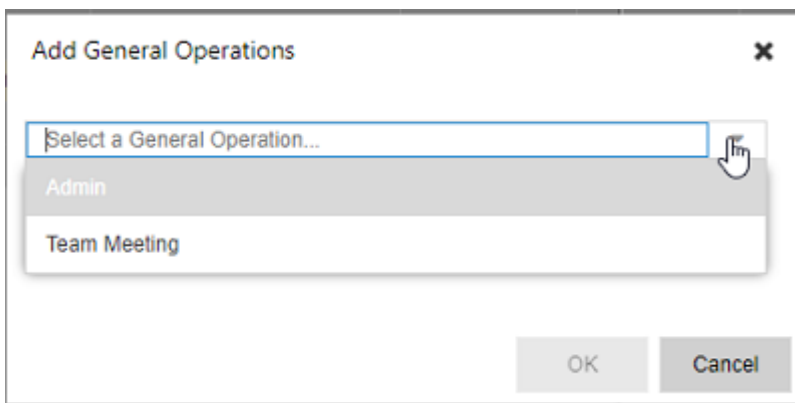 Add General Operations
Select a General Operation...
Admin
Team Meeting
OK
Cancel